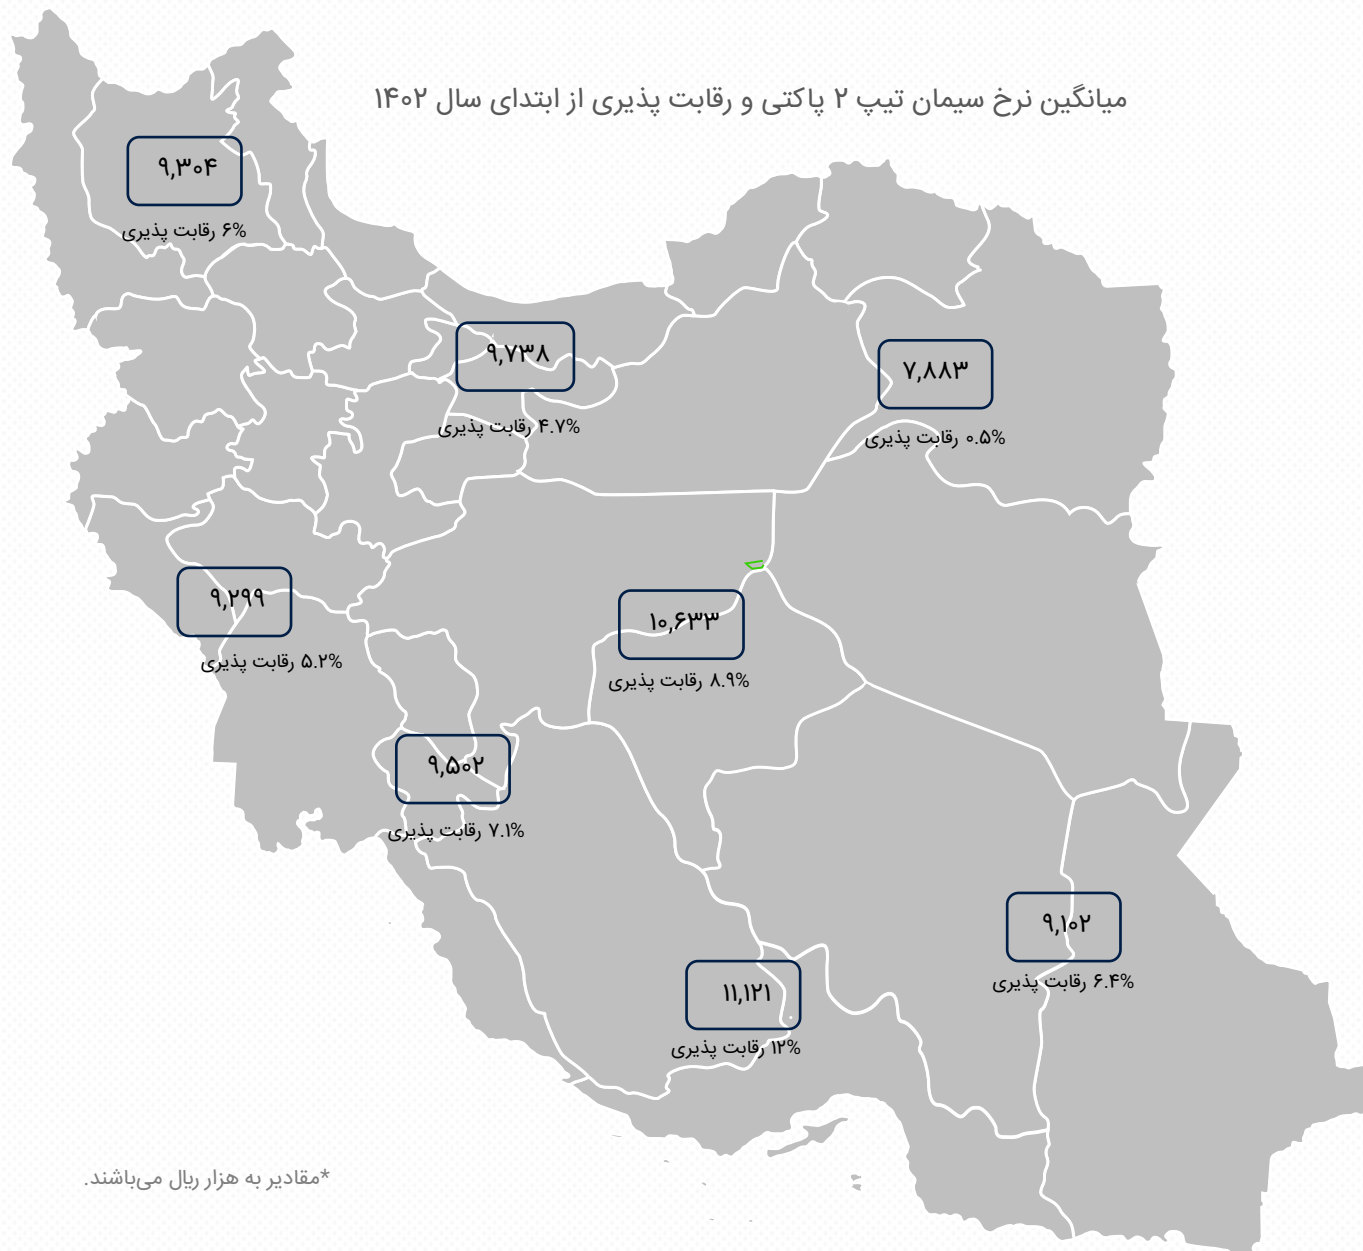 میانگین نرخ سیمان تیپ ۲ پاکتی و رقابت پذیری از ابتدای سال ۱۴۰۲
۹,۳۰۴
۶% رقابت پذیری
۹,۷۳۸
۴.۷% رقابت پذیری
۷,۸۸۳
۰.۵% رقابت پذیری
۹,۲۹۹
۵.۲% رقابت پذیری
۱۰,۶۳۳
۸.۹% رقابت پذیری
۹,۵۰۲
۷.۱% رقابت پذیری
۹,۱۰۲
۶.۴% رقابت پذیری
۱۱,۱۲۱
۱۲% رقابت پذیری
*مقادیر به هزار ریال می‌باشند.